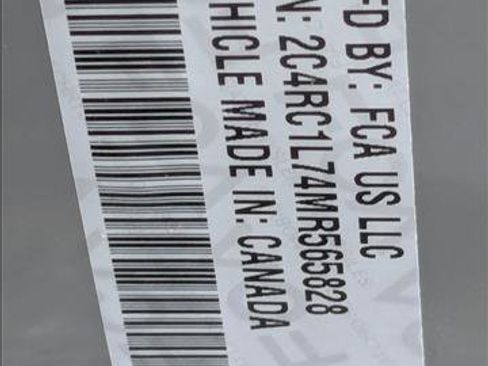 FD BY: FCA US LLC
N: 2C4RC1L74MR565828
HICLE MADE IN: CANADA